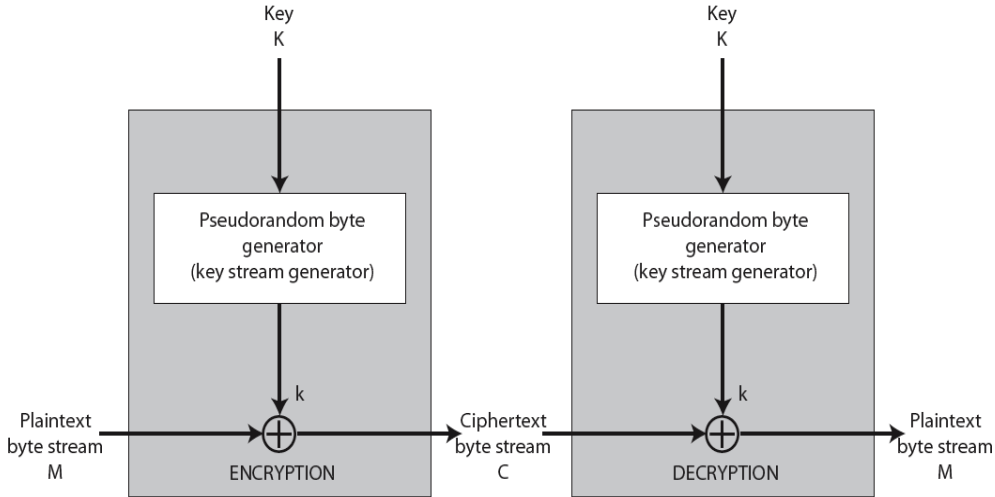 Key
K
Key
K
Pseudorandom byte
generator
(key stream generator)
Pseudorandom byte
generator
(key stream generator)
k
k
Plaintext
byte stream
M
Ciphertext
byte stream
C
Plaintext
byte stream
M
ENCRYPTION
DECRYPTION